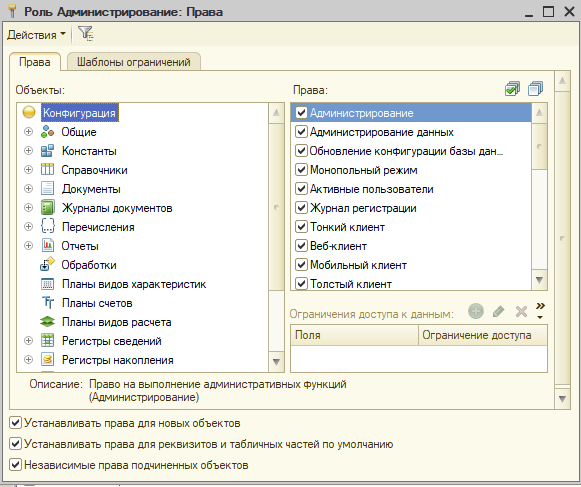 Роль Администрирование: Права
Действия
Права
Шаблоны ограничений
Объекты:
Конфигурация
Общие
Константы
Справочники
Документы
Журналы документов
Перечисления
Отчеты
Обработки
Планы видов характеристик
Планы счетов
Планы видов расчета
Регистры сведений
Регистры накопления
Права:
Администрирование
Администрирование данных
Обновление конфигурации базы дан...
Монопольный режим
Активные пользователи
Журнал регистрации
Тонкий клиент
Веб-клиент
Мобильный клиент
Толстый клиент
Ограничения доступа к данным:
Поля
Ограничение доступа
Описание: Право на выполнение административных функций
(Администрирование)
Устанавливать права для новых объектов
Устанавливать права для реквизитов и табличных частей по умолчанию
Независимые права подчиненных объектов